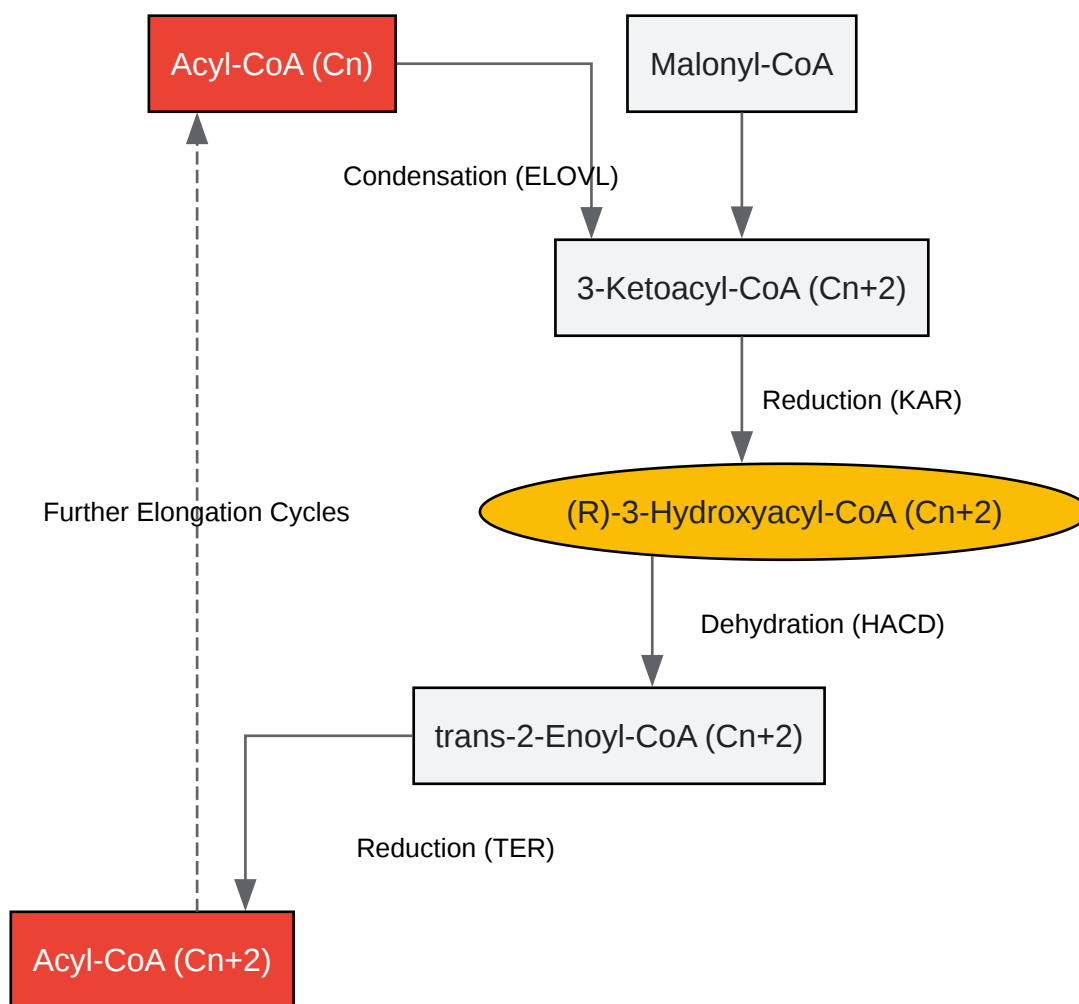 Acyl-CoA (Cn)
Malonyl-CoA
Condensation (ELOVL)
3-Ketoacyl-CoA (Cn+2)
Reduction (KAR)
Further Elongation Cycles
(R)-3-Hydroxyacyl-CoA (Cn+2)
Dehydration (HACD)
trans-2-Enoyl-CoA (Cn+2)
Reduction (TER)
Acyl-CoA (Cn+2)